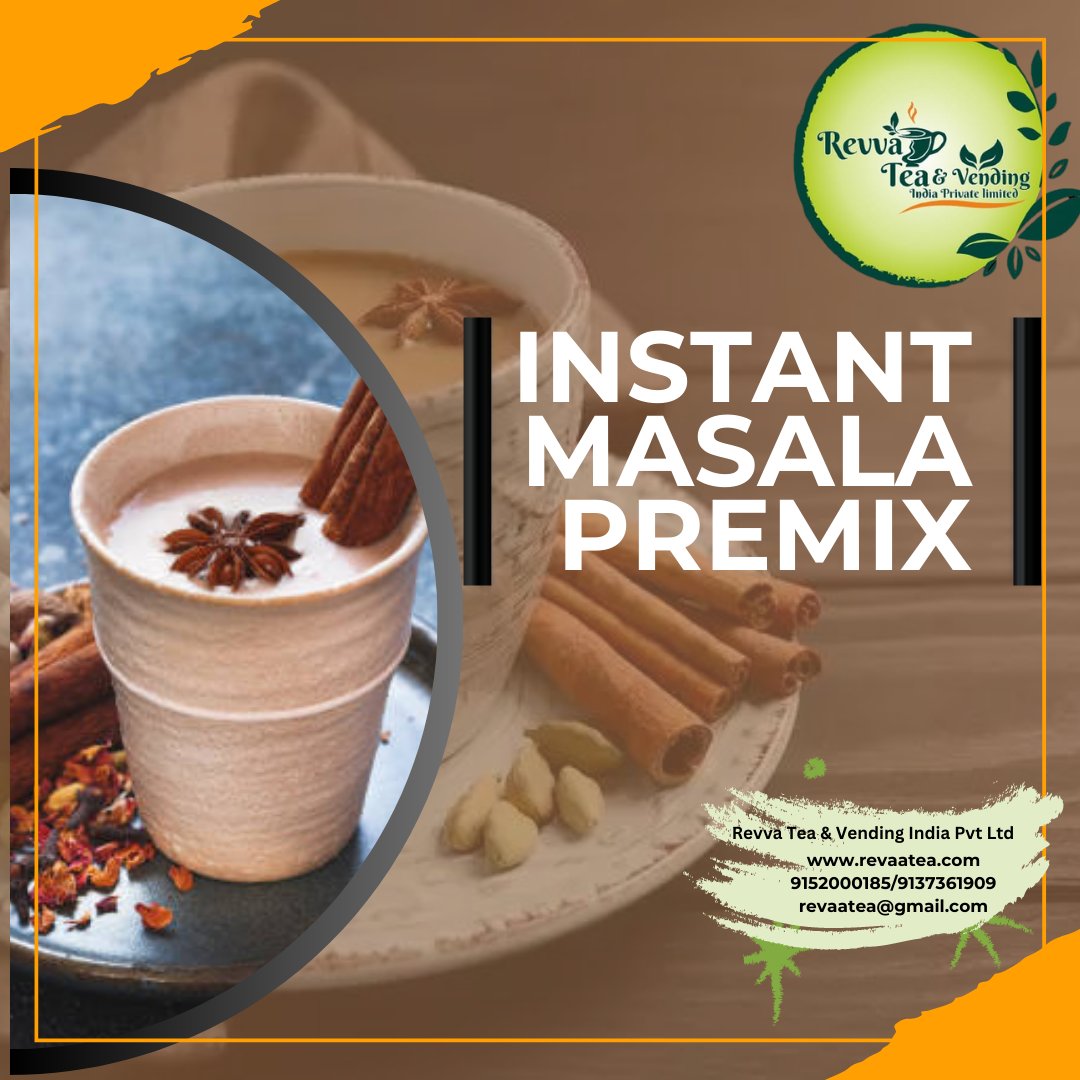 Revva
Tea & Vending
India Private limited
INSTANT
MASALA
PREMIX
Revva Tea & Vending India Pvt Ltd
www.revaatea.com
9152000185/9137361909
revaatea@gmail.com